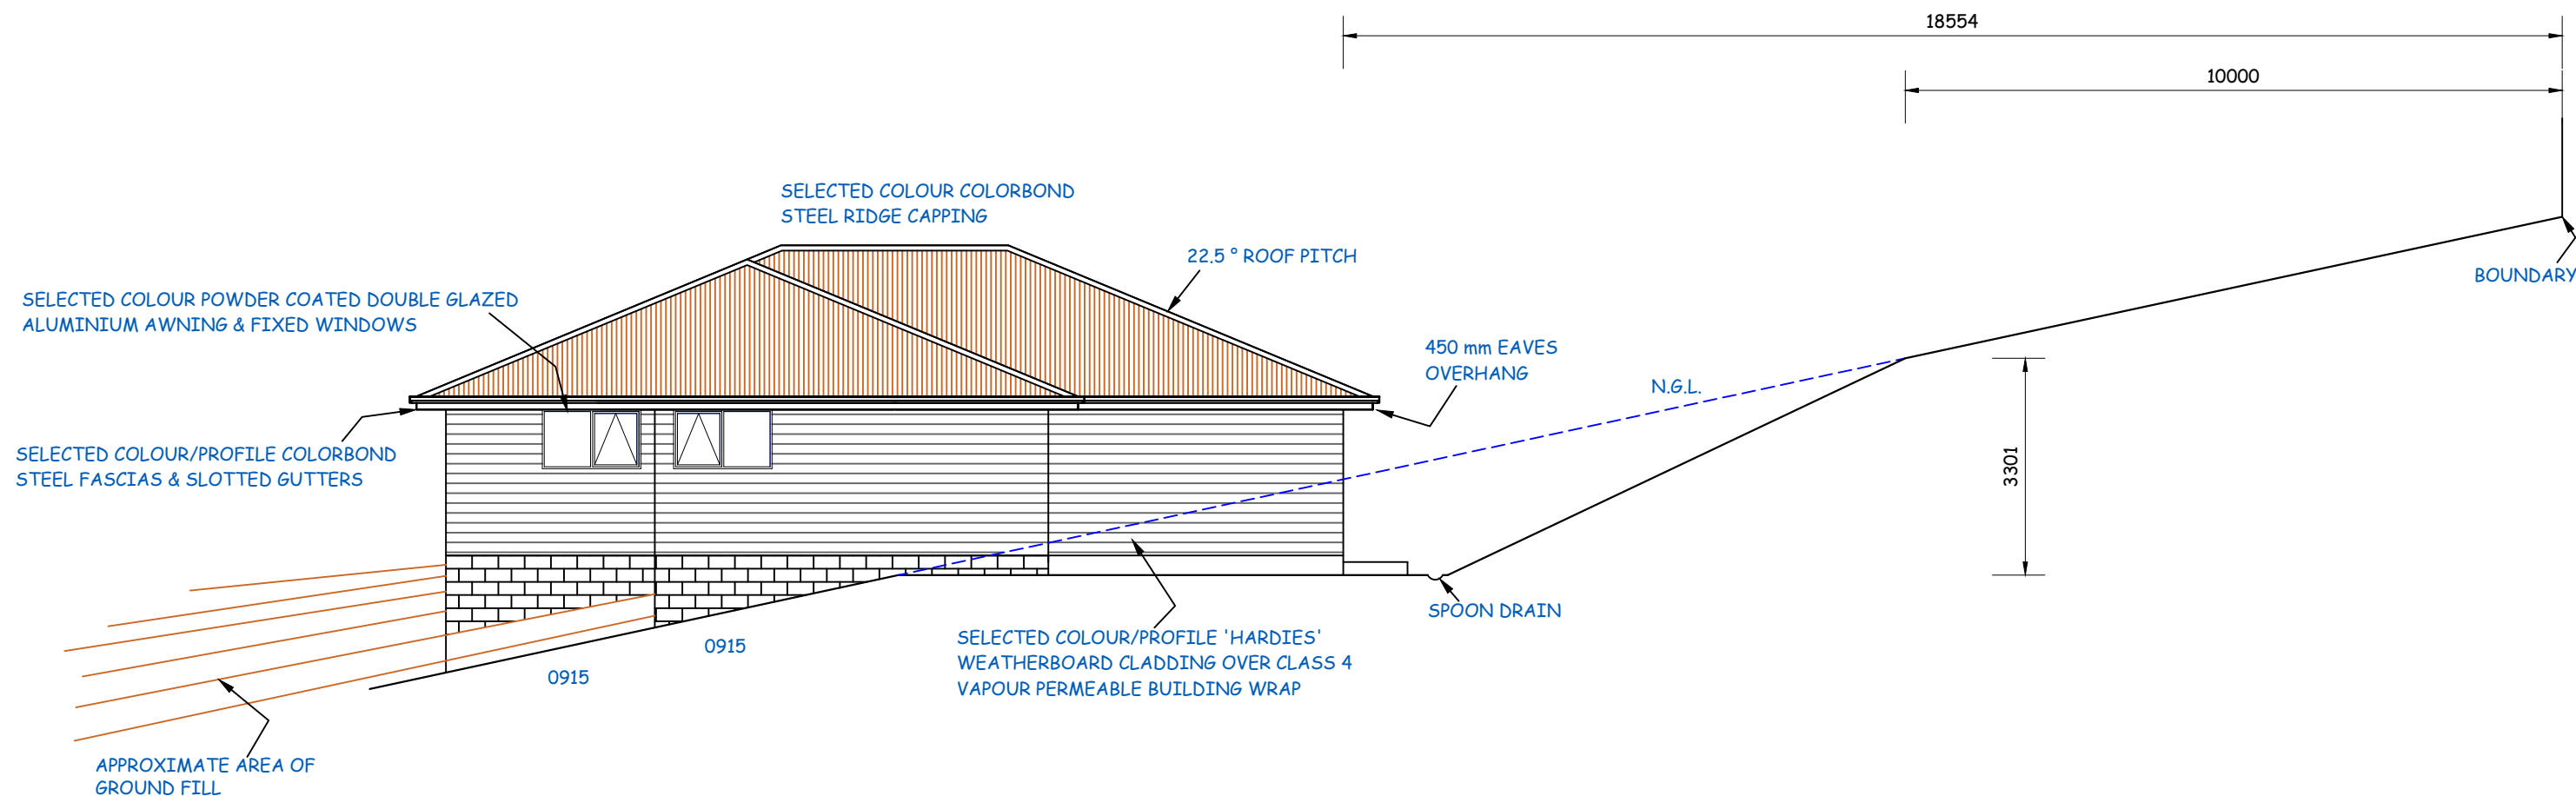 18554
10000
SELECTED COLOUR COLORBOND
STEEL RIDGE CAPPING
22.5 ° ROOF PITCH
BOUNDARY
SELECTED COLOUR POWDER COATED DOUBLE GLAZED
ALUMINIUM AWNING & FIXED WINDOWS
450 mm EAVES
OVERHANG
N.G.L.
SELECTED COLOUR/PROFILE COLORBOND
STEEL FASCIAS & SLOTTED GUTTERS
3301
SPOON DRAIN
0915
0915
SELECTED COLOUR/PROFILE 'HARDIES'
WEATHERBOARD CLADDING OVER CLASS 4
VAPOUR PERMEABLE BUILDING WRAP
APPROXIMATE AREA OF
GROUND FILL